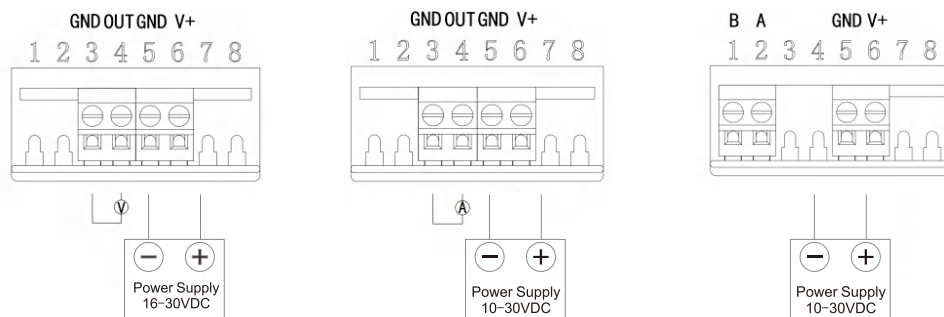 GND OUT GND V+
1 2 3 4 5 6 7 8
V
Power Supply
16-30VDC
GND OUT GND V+
1 2 3 4 5 6 7 8
A
Power Supply
10-30VDC
B A GND V+
1 2 3 4 5 6 7 8
Power Supply
10-30VDC